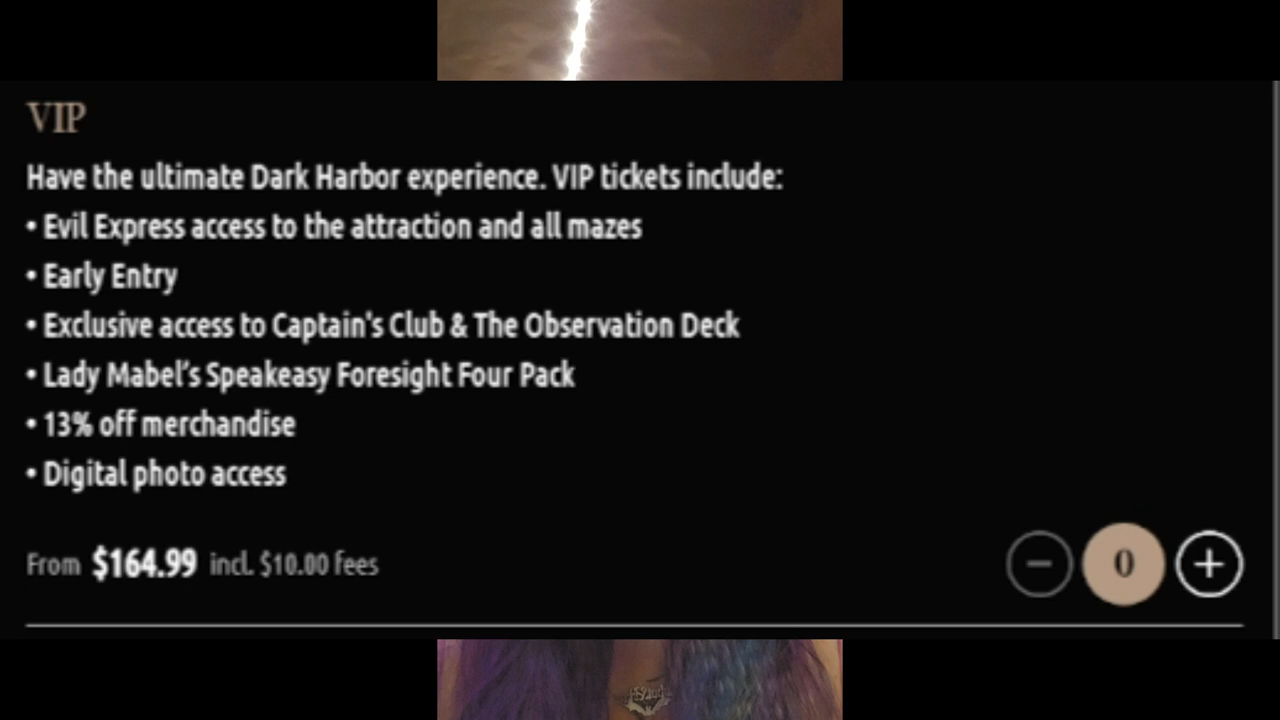 VIP
Have the ultimate Dark Harbor experience. VIP tickets include:
• Evil Express access to the attraction and all mazes
• Early Entry
• Exclusive access to Captain's Club & The Observation Deck
• Lady Mabel's Speakeasy Foresight Four Pack
• 13% off merchandise
• Digital photo access
From $164.99 incl. $10.00 fees
0